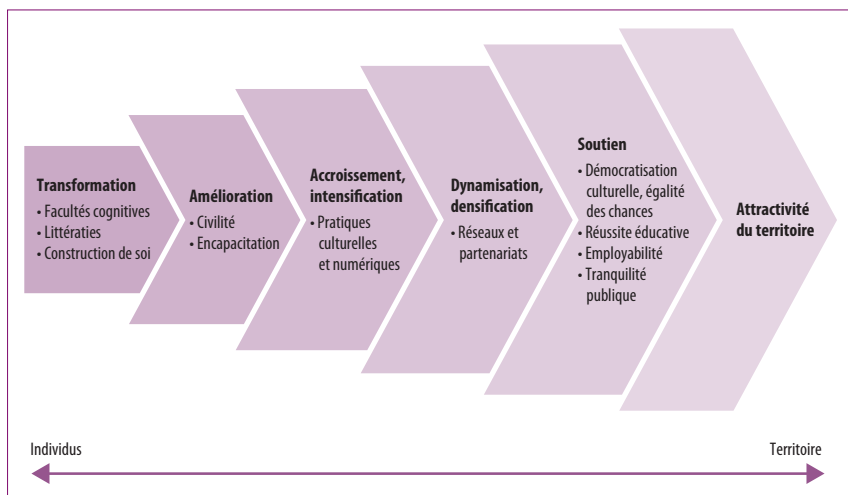 Transformation
• Facultés cognitives
• Littératies
• Construction de soi
Amélioration
• Civilité
• Encapacitation
Accroissement,
intensification
• Pratiques
culturelles
et numériques
Dynamisation,
densification
• Réseaux et
partenariats
Soutien
• Démocratisation
culturelle, égalité
des chances
• Réussite éducative
• Employabilité
• Tranquilité
publique
Attractivité
du territoire
Individus
Territoire